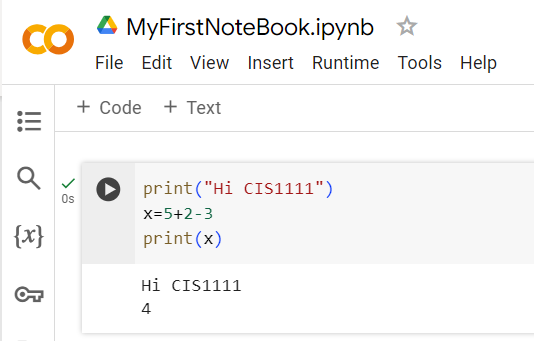 MyFirstNoteBook.ipynb
File Edit View Insert Runtime Tools Help
+ Code + Text
0s
{x}
print("Hi CIS1111")
x=5+2-3
print(x)
Hi CIS1111
4